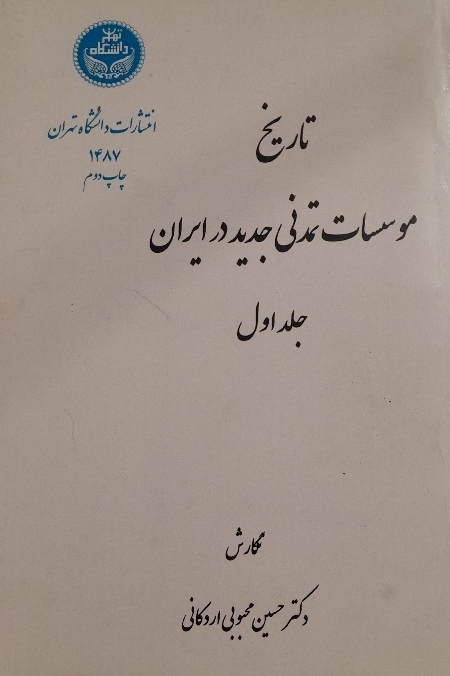 دانشگاه تهران
انتشارات دانشگاه تهران
۱۴۸۷
چاپ دوم
تاریخ
موسسات تمدنی جدید در ایران
جلد اول
نگارش
دکتر حسین محبوبی اردکانی